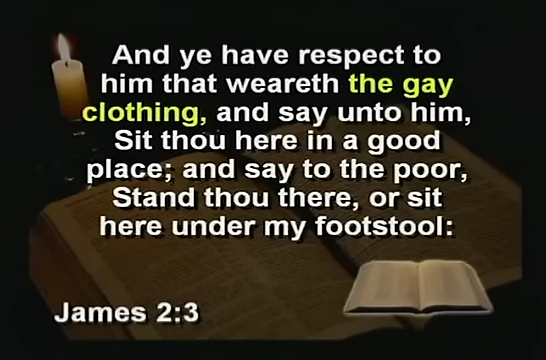 And ye have respect to
him that weareth the gay
clothing, and say unto him,
Sit thou here in a good
place; and say to the poor,
Stand thou there, or sit
here under my footstool:
James 2:3